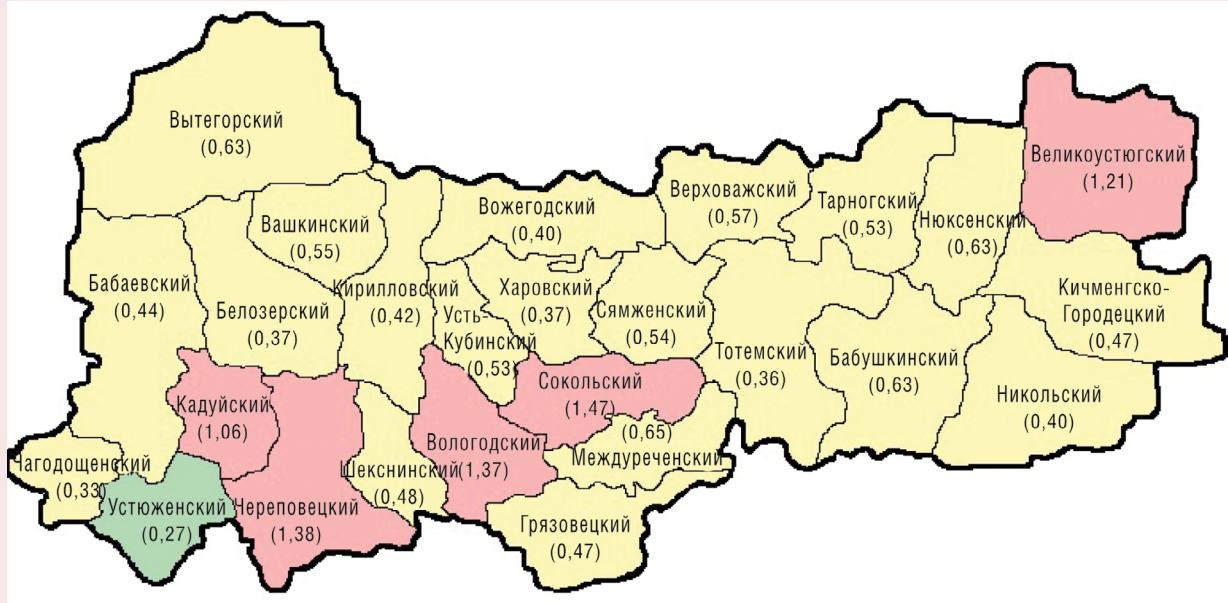 Вытегорский
(0,63)
Великоустюгский
(1,21)
Верховажский
(0,57)
Тарногский
(0,53)
Нюксенский
(0,63)
Вожегодский
(0,40)
Вашкинский
(0,55)
Бабаевский
(0,44)
Белозерский
(0,37)
Кирилловский
(0,42)
Усть-
Кубинский
(0,53)
Харовский
(0,37)
Сямженский
(0,54)
Тотемский
(0,36)
Бабушкинский
(0,63)
Кичменгско-
Городецкий
(0,47)
Никольский
(0,40)
Сокольский
(1,47)
Кадуйский
(1,06)
Вологодский
(1,37)
(0,65)
Междуреченский
Чагодощенский
(0,33)
Шекснинский
(0,48)
Устюженский
(0,27)
Череповецкий
(1,38)
Грязовецкий
(0,47)